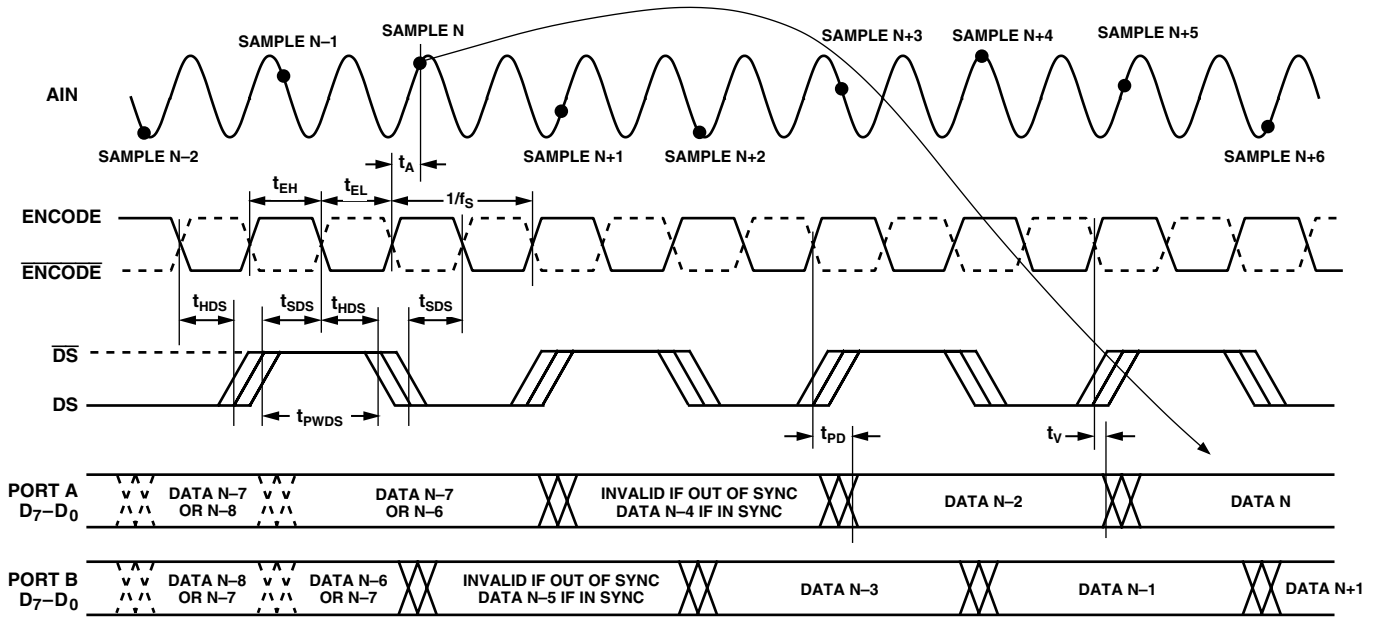 SAMPLE N–1
SAMPLE N
SAMPLE N+3
SAMPLE N+4
SAMPLE N+5
AIN
SAMPLE N–2
SAMPLE N+1
SAMPLE N+2
SAMPLE N+6
tA
tEH
tEL
1/fS
ENCODE
ENCODE
tHDS
tSDS
tHDS
tSDS
DS
DS
tPWDS
tPD
tV
PORT A
D7–D0
DATA N–7
OR N–8
DATA N–7
OR N–6
INVALID IF OUT OF SYNC
DATA N–4 IF IN SYNC
DATA N–2
DATA N
PORT B
D7–D0
DATA N–8
OR N–7
DATA N–6
OR N–7
INVALID IF OUT OF SYNC
DATA N–5 IF IN SYNC
DATA N–3
DATA N–1
DATA N+1